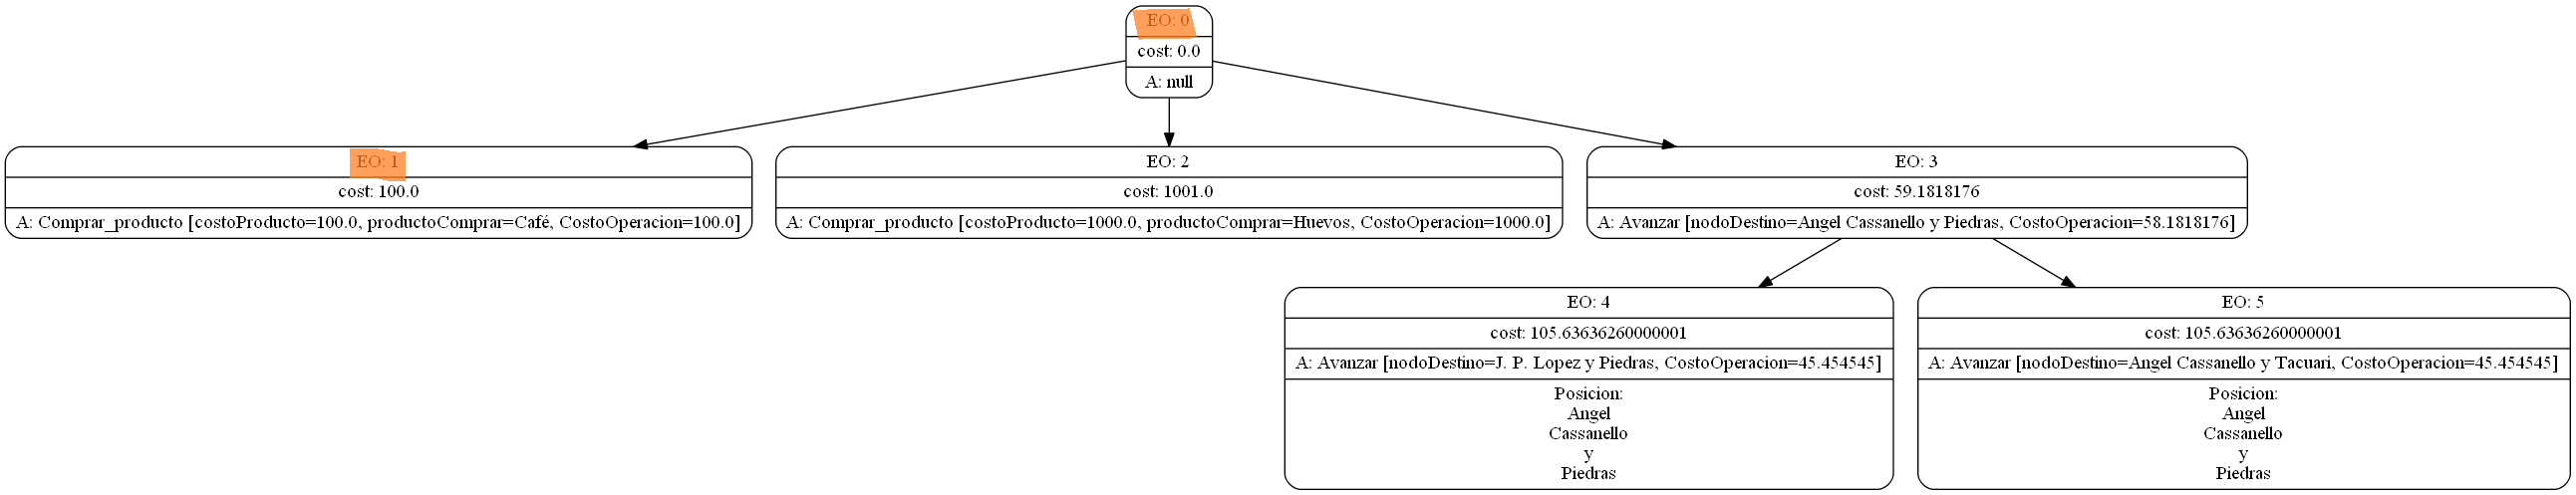 EO: 0
cost: 0.0
A: null
EO: 1
cost: 100.0
A: Comprar_producto [costoProducto=100.0, productoComprar=Café, CostoOperacion=100.0]
EO: 2
cost: 1001.0
A: Comprar_producto [costoProducto=1000.0, productoComprar=Huevos, CostoOperacion=1000.0]
EO: 3
cost: 59.1818176
A: Avanzar [nodoDestino=Angel Cassanello y Piedras, CostoOperacion=58.1818176]
EO: 4
cost: 105.63636260000001
A: Avanzar [nodoDestino=J. P. Lopez y Piedras, CostoOperacion=45.454545]
Posicion:
Angel
Cassanello
y
Piedras
EO: 5
cost: 105.63636260000001
A: Avanzar [nodoDestino=Angel Cassanello y Tacuari, CostoOperacion=45.454545]
Posicion:
Angel
Cassanello
y
Piedras